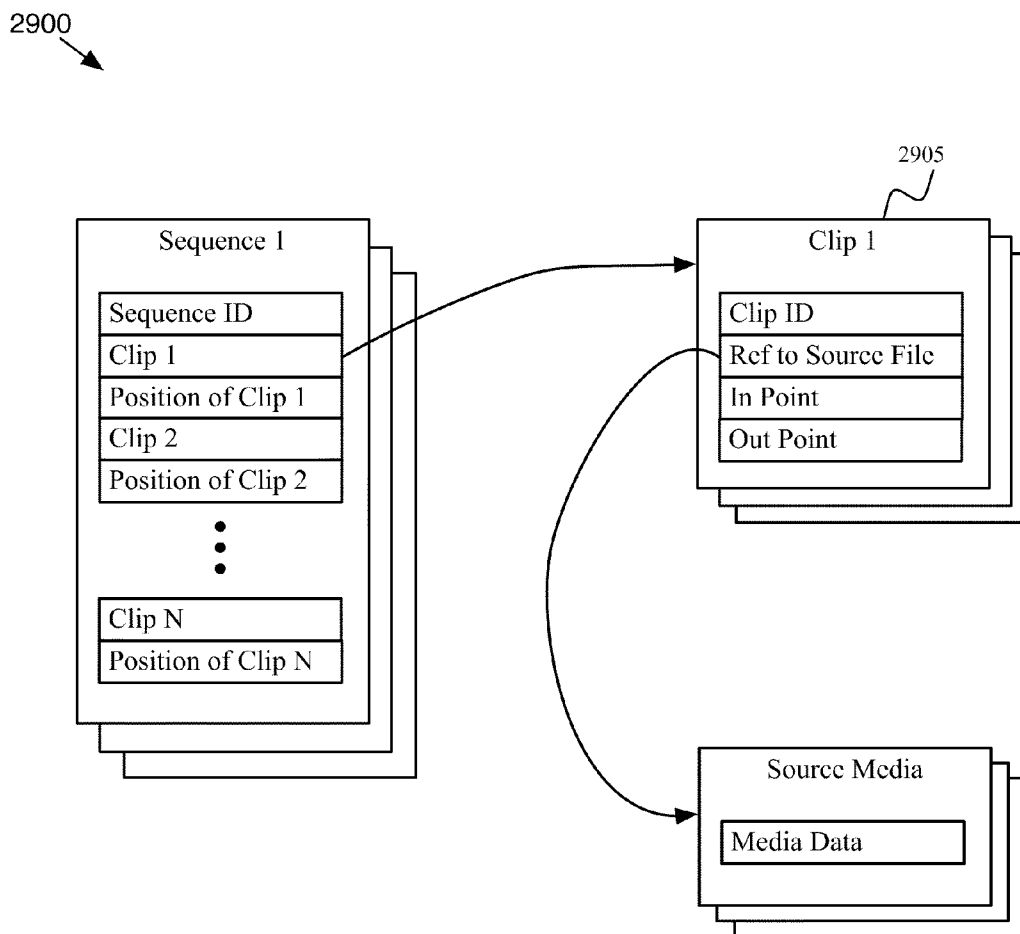 2900
2905
Sequence 1
Sequence ID
Clip 1
Position of Clip 1
Clip 2
Position of Clip 2
Clip N
Position of Clip N
Clip 1
Clip ID
Ref to Source File
In Point
Out Point
Source Media
Media Data